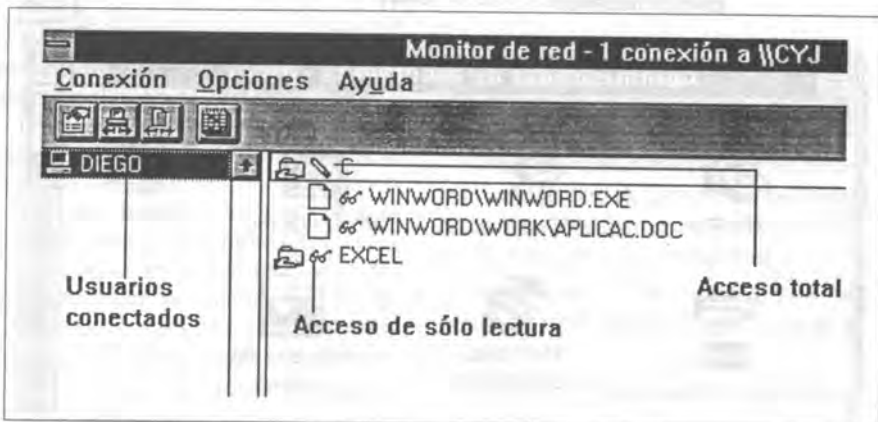 Monitor de red - 1 conexión a \\CYJ
Conexión Opciones Ayuda
DIEGO
C
WINWORD\WINWORD.EXE
WINWORD\WORK\APLICAC.DOC
EXCEL
Usuarios
conectados
Acceso de sólo lectura
Acceso total